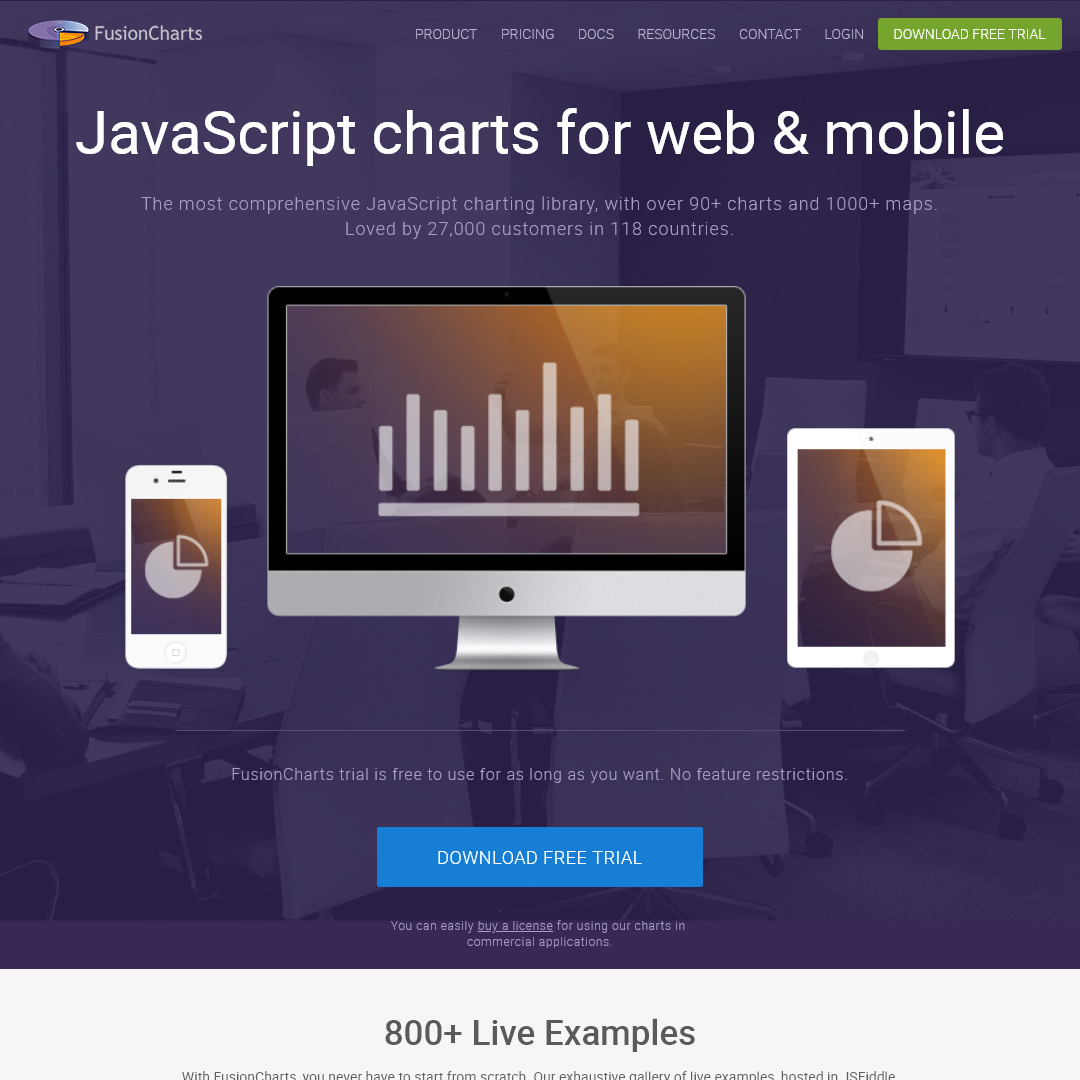 FusionCharts
PRODUCT PRICING DOCS RESOURCES CONTACT LOGIN DOWNLOAD FREE TRIAL
JavaScript charts for web & mobile
The most comprehensive JavaScript charting library, with over 90+ charts and 1000+ maps.
Loved by 27,000 customers in 118 countries.
FusionCharts trial is free to use for as long as you want. No feature restrictions.
DOWNLOAD FREE TRIAL
You can easily buy a license for using our charts in
commercial applications.
800+ Live Examples
With FusionCharts, you never have to start from scratch. Our exhaustive gallery of live examples, hosted in JSFiddle